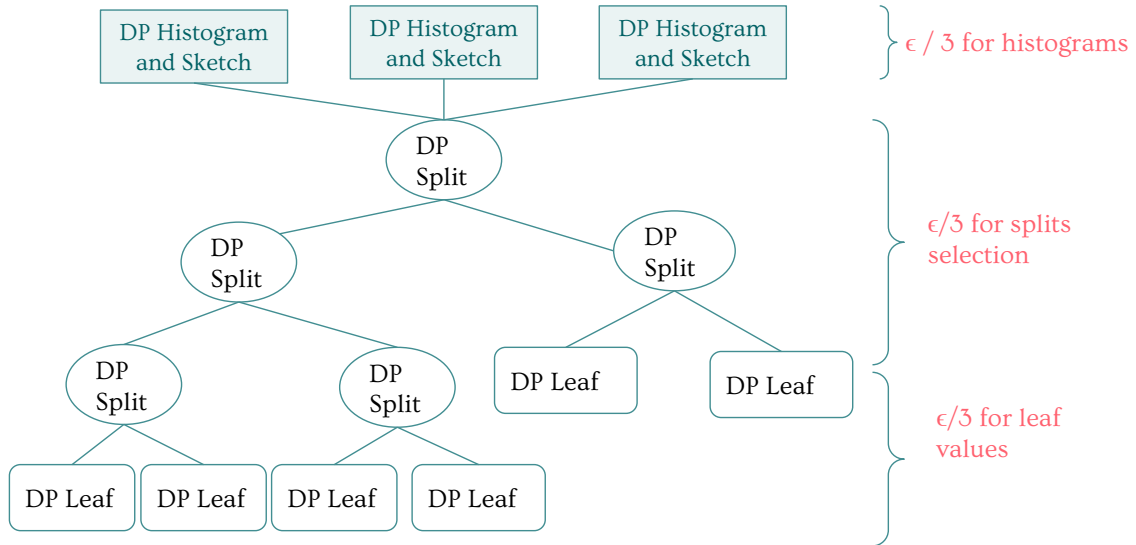 DP Histogram
and Sketch
DP Histogram
and Sketch
DP Histogram
and Sketch
ϵ / 3 for histograms
DP
Split
ϵ/3 for splits
selection
DP
Split
DP
Split
DP
Split
DP
Split
DP Leaf
DP Leaf
ϵ/3 for leaf
values
DP Leaf
DP Leaf
DP Leaf
DP Leaf